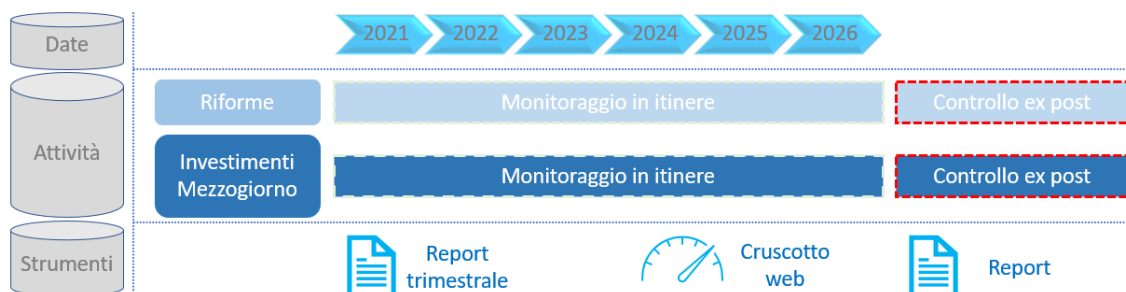 Date
2021 2022 2023 2024 2025 2026
Attività
Riforme
Monitoraggio in itinere
Controllo ex post
Investimenti
Mezzogiorno
Monitoraggio in itinere
Controllo ex post
Strumenti
Report
trimestrale
Cruscotto
web
Report